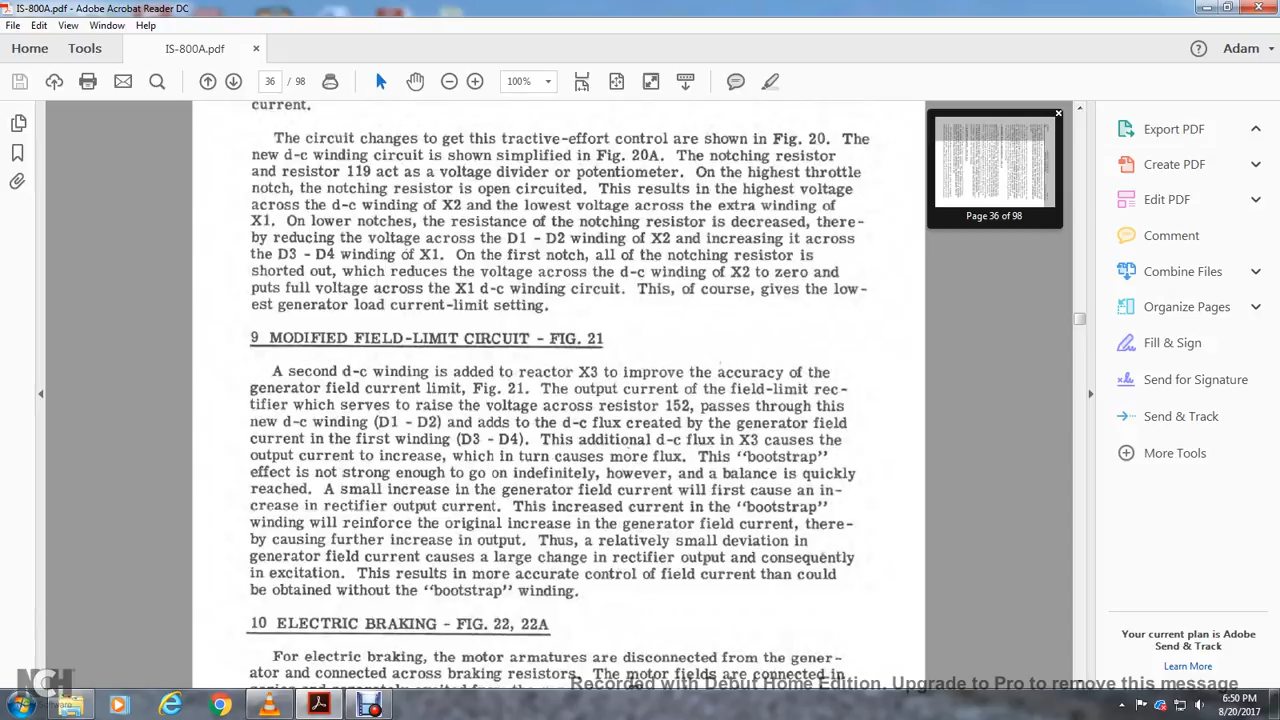 IS-800A.pdf - Adobe Acrobat Reader DC
File Edit View Window Help
Home Tools IS-800A.pdf × Adam
36 / 98 100%
current.
The circuit changes to get this tractive-effort control are shown in Fig. 20. The
new d-c winding circuit is shown simplified in Fig. 20A. The notching resistor
and resistor 119 act as a voltage divider or potentiometer. On the highest throttle
notch, the notching resistor is open circuited. This results in the highest voltage
across the d-c winding of X2 and the lowest voltage across the extra winding of
X1. On lower notches, the resistance of the notching resistor is decreased, there-
by reducing the voltage across the D1 - D2 winding of X2 and increasing it across
the D3 - D4 winding of X1. On the first notch, all of the notching resistor is
shorted out, which reduces the voltage across the d-c winding of X2 to zero and
puts full voltage across the X1 d-c winding circuit. This, of course, gives the low-
est generator load current-limit setting.
9 MODIFIED FIELD-LIMIT CIRCUIT - FIG. 21
A second d-c winding is added to reactor X3 to improve the accuracy of the
generator field current limit, Fig. 21. The output current of the field-limit rec-
tifier which serves to raise the voltage across resistor 152, passes through this
new d-c winding (D1 - D2) and adds to the d-c flux created by the generator field
current in the first winding (D3 - D4). This additional d-c flux in X3 causes the
output current to increase, which in turn causes more flux. This "bootstrap"
effect is not strong enough to go on indefinitely, however, and a balance is quickly
reached. A small increase in the generator field current will first cause an in-
crease in rectifier output current. This increased current in the "bootstrap"
winding will reinforce the original increase in the generator field current, there-
by causing further increase in output. Thus, a relatively small deviation in
generator field current causes a large change in rectifier output and consequently
in excitation. This results in more accurate control of field current than could
be obtained without the "bootstrap" winding.
10 ELECTRIC BRAKING - FIG. 22, 22A
For electric braking, the motor armatures are disconnected from the gener-
ator and connected across braking resistors. The motor fields are connected in
Page 36 of 98
Export PDF
Create PDF
Edit PDF
Comment
Combine Files
Organize Pages
Fill & Sign
Send for Signature
Send & Track
More Tools
Your current plan is Adobe
Send & Track
Learn More
NCH
Software
Recorded with Debut Home Edition. Upgrade to Pro to remove this message
6:50 PM
8/20/2017